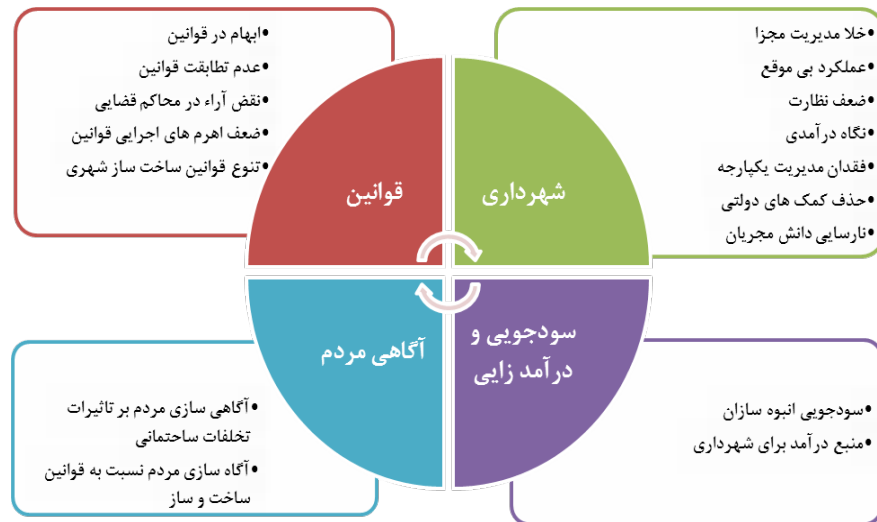 •خلا مدیریت مجزا
•عملکرد بی موقع
•ضعف نظارت
•نگاه درآمدی
•فقدان مدیریت یکپارچه
•حذف کمک های دولتی
•نارسایی دانش مجریان
شهرداری
•ابهام در قوانین
•عدم تطابقت قوانین
•نقض آراء در محاکم قضایی
•ضعف اهرم های اجرایی قوانین
•تنوع قوانین ساخت ساز شهری
قوانین
سودجویی و
درآمد زایی
•سودجویی انبوه سازان
•منبع درآمد برای شهرداری
آگاهی مردم
•آگاهی سازی مردم بر تاثیرات
تخلفات ساحتمانی
•آگاه سازی مردم نسبت به قوانین
ساخت و ساز